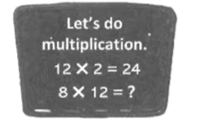 Let's do
multiplication.
12 × 2 = 24
8 × 12 = ?